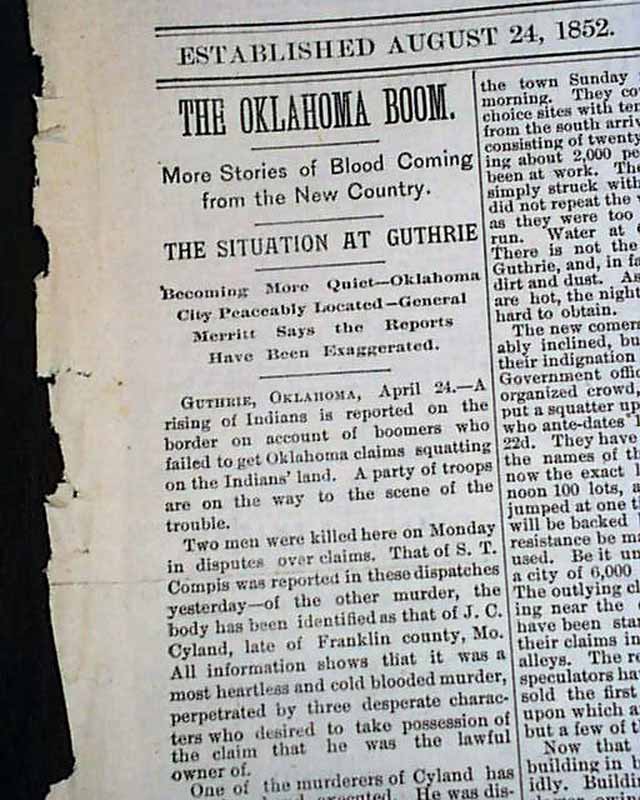 ESTABLISHED AUGUST 24, 1852.
THE OKLAHOMA BOOM.
More Stories of Blood Coming
from the New Country.
THE SITUATION AT GUTHRIE
Becoming More Quiet—Oklahoma
City Peaceably Located—General
Merritt Says the Reports
Have Been Exaggerated.
GUTHRIE, OKLAHOMA, April 24.—A
rising of Indians is reported on the
border on account of boomers who
failed to get Oklahoma claims squatting
on the Indians' land. A party of troops
are on the way to the scene of the
trouble.
Two men were killed here on Monday
in disputes over claims. That of S. T.
Compis was reported in these dispatches
yesterday—of the other murder, the
body has been identified as that of J. C.
Cyland, late of Franklin county, Mo.
All information shows that it was a
most heartless and cold blooded murder,
perpetrated by three desperate charac-
ters who desired to take possession of
the claim that he was the lawful
owner of.
One of the murderers of Cyland has
executed. He was dis-
the town Sunday
morning. They
choice sites with
from the south
consisting of twenty
ing about 2,000
been at work.
simply struck with
did not repeat the
as they were too
run. Water at
There is not the
Guthrie, and, in
dirt and dust. As
are hot, the night
hard to obtain.
The new comers
ably inclined,
their indignation
Government
organized crowd
put a squatter up
who ante-dates
22d. They have
the names of
now the exact
noon 100 lots,
jumped at one
will be backed
resistance be
used. Be it
a city of 6,000
The outlying
ing near the
have been
their claims in
alleys. The
speculators
sold the first
upon which
but a few of
Now that
building in
idly.